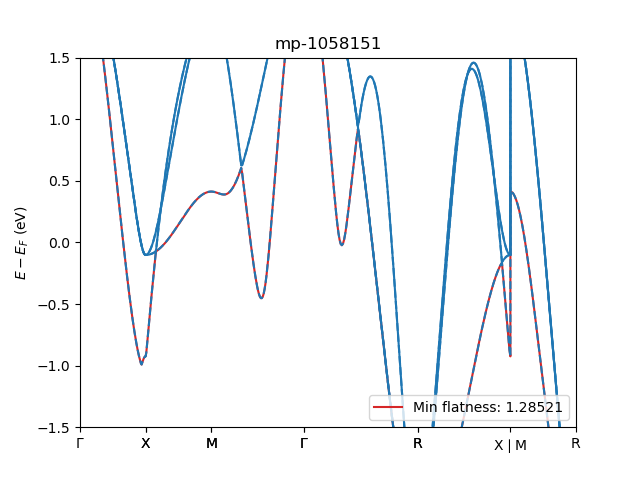 mp-1058151
1.5
1.0
0.5
0.0
−0.5
−1.0
−1.5
E − E_F (eV)
Min flatness: 1.28521
Γ X M Γ R X | M R